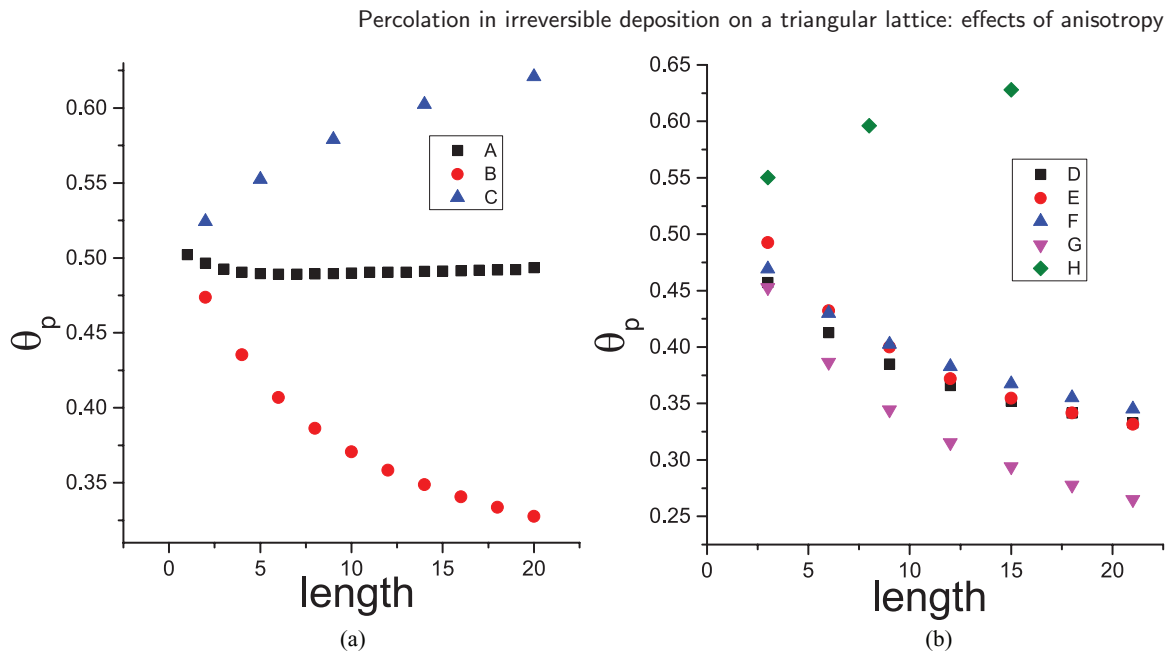 Percolation in irreversible deposition on a triangular lattice: effects of anisotropy
0.60
0.55
0.50
0.45
0.40
0.35
θp
A
B
C
0 5 10 15 20
length
(a)
0.65
0.60
0.55
0.50
0.45
0.40
0.35
0.30
0.25
θp
D
E
F
G
H
0 5 10 15 20
length
(b)